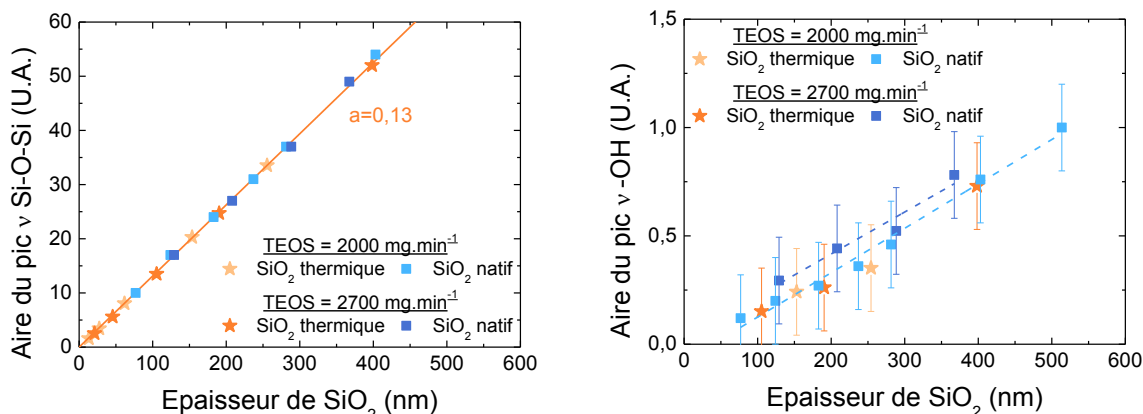 60
50
40
30
20
10
0
Aire du pic ν Si-O-Si (U.A.)
a=0,13
TEOS = 2000 mg.min-1
SiO2 thermique SiO2 natif
TEOS = 2700 mg.min-1
SiO2 thermique SiO2 natif
0 100 200 300 400 500 600
Epaisseur de SiO2 (nm)
1,5
1,0
0,5
0,0
Aire du pic ν -OH (U.A.)
TEOS = 2000 mg.min-1
SiO2 thermique SiO2 natif
TEOS = 2700 mg.min-1
SiO2 thermique SiO2 natif
0 100 200 300 400 500 600
Epaisseur de SiO2 (nm)